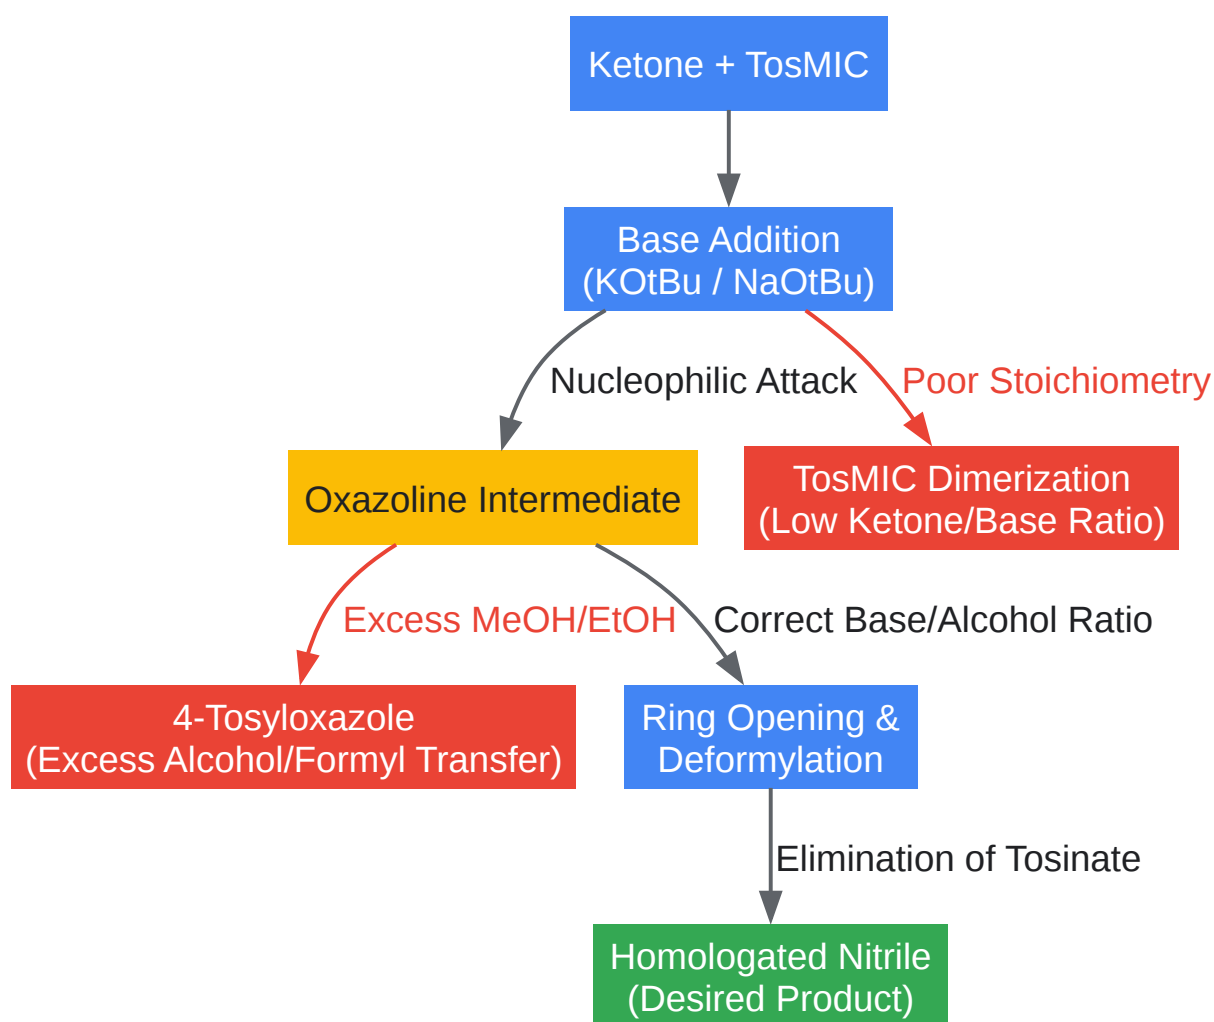 Ketone + TosMIC
Base Addition
(KOtBu / NaOtBu)
Nucleophilic Attack
Poor Stoichiometry
Oxazoline Intermediate
TosMIC Dimerization
(Low Ketone/Base Ratio)
Excess MeOH/EtOH
Correct Base/Alcohol Ratio
4-Tosyloxazole
(Excess Alcohol/Formyl Transfer)
Ring Opening &
Deformylation
Elimination of Tosinate
Homologated Nitrile
(Desired Product)